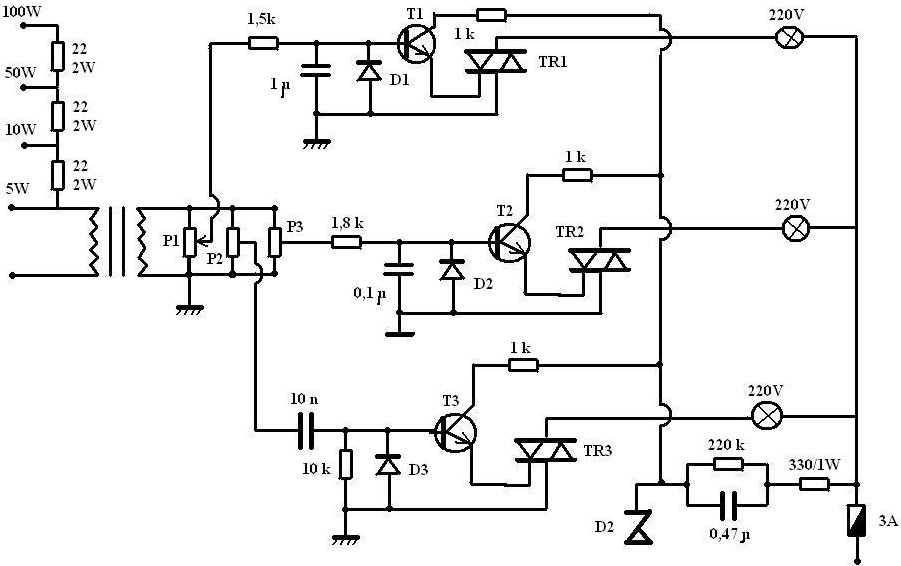 100W
22
2W
50W
22
2W
10W
22
2W
5W
P1
P2
P3
1,5k
1 µ
D1
T1
1 k
TR1
220V
1,8 k
0,1 µ
D2
T2
1 k
TR2
220V
10 n
10 k
D3
T3
1 k
TR3
220V
220 k
0,47 µ
330/1W
D2
3A